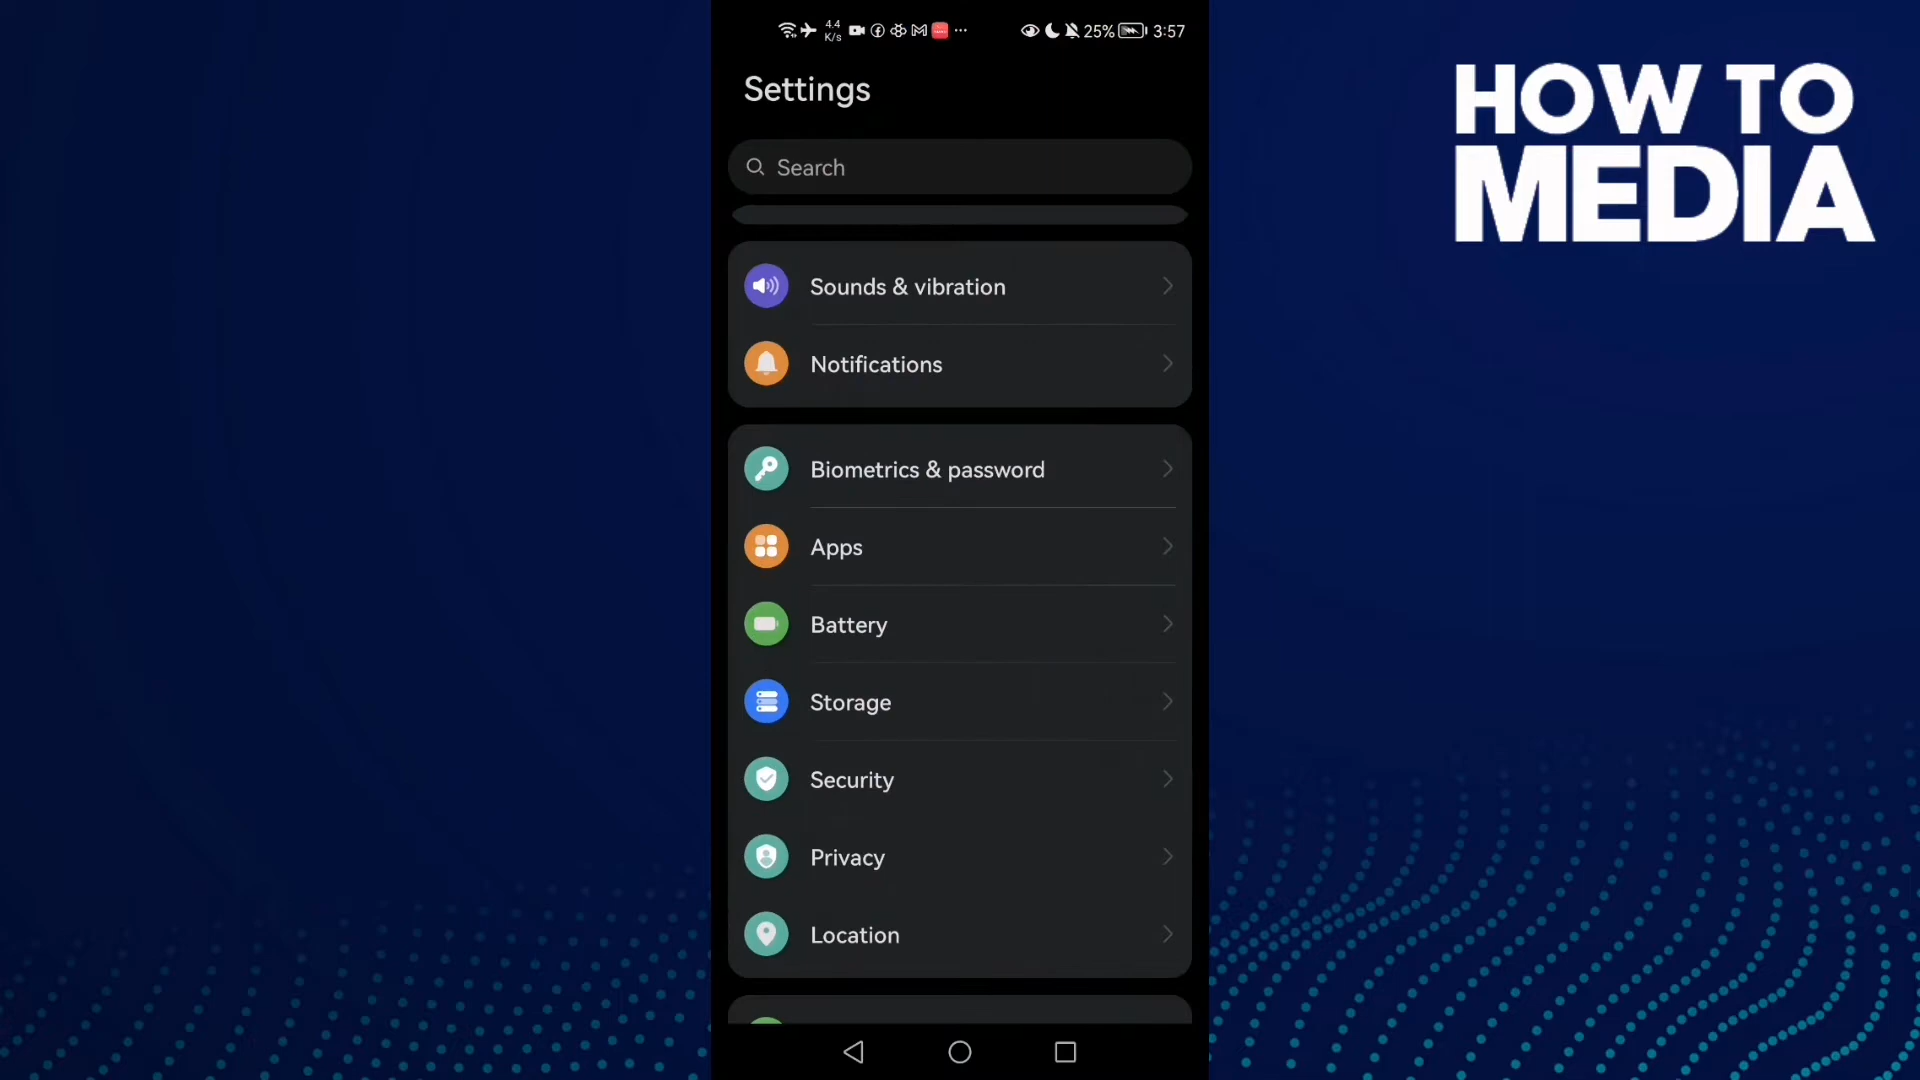 4.4
K/s
25%
3:57
Settings
HOW TO
MEDIA
Search
Sounds & vibration
Notifications
Biometrics & password
Apps
Battery
Storage
Security
Privacy
Location